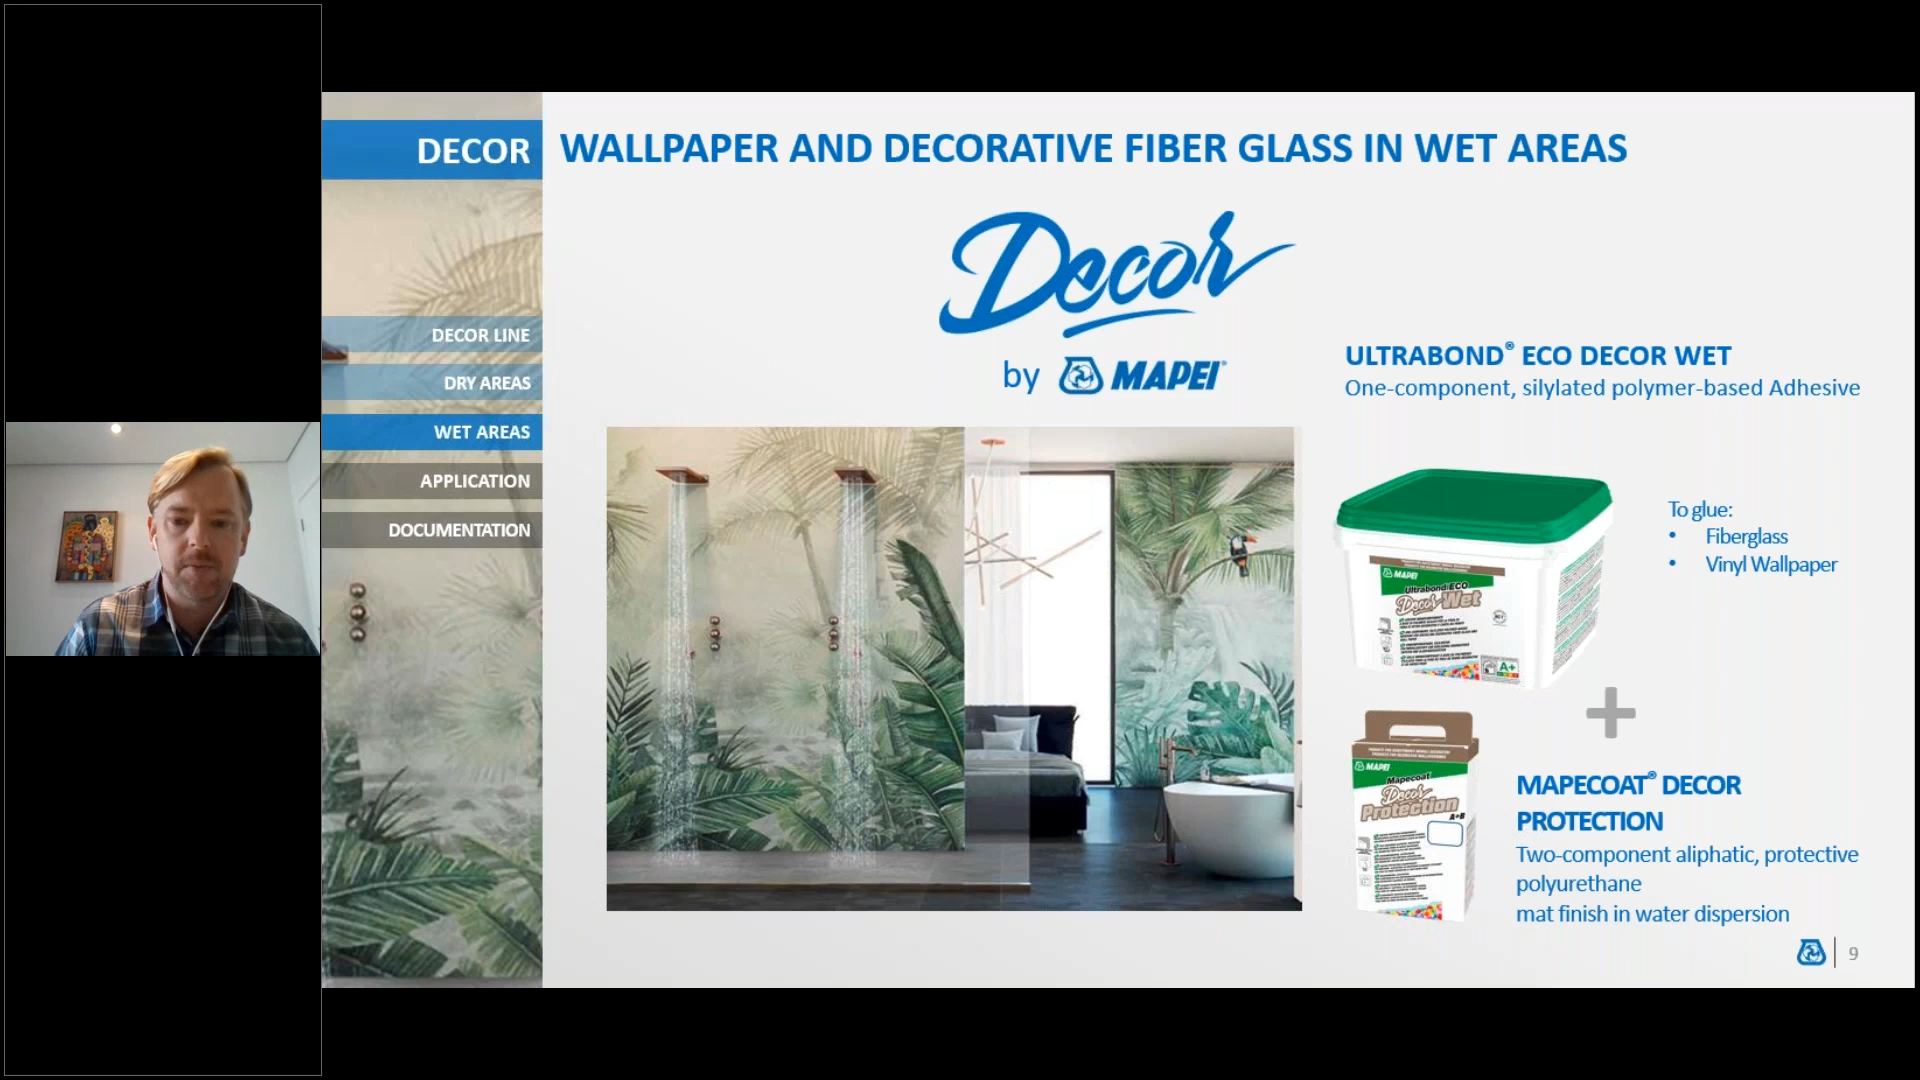 DECOR
WALLPAPER AND DECORATIVE FIBER GLASS IN WET AREAS
DECOR LINE
DRY AREAS
WET AREAS
APPLICATION
DOCUMENTATION
Decor
by MAPEI®
ULTRABOND® ECO DECOR WET
One-component, silylated polymer-based Adhesive
MAPEI
Ultrabond ECO
Decor Wet
A+
To glue:
• Fiberglass
• Vinyl Wallpaper
MAPEI
Mapecoat
Decor
Protection
A+B
MAPECOAT® DECOR
PROTECTION
Two-component aliphatic, protective
polyurethane
mat finish in water dispersion
9